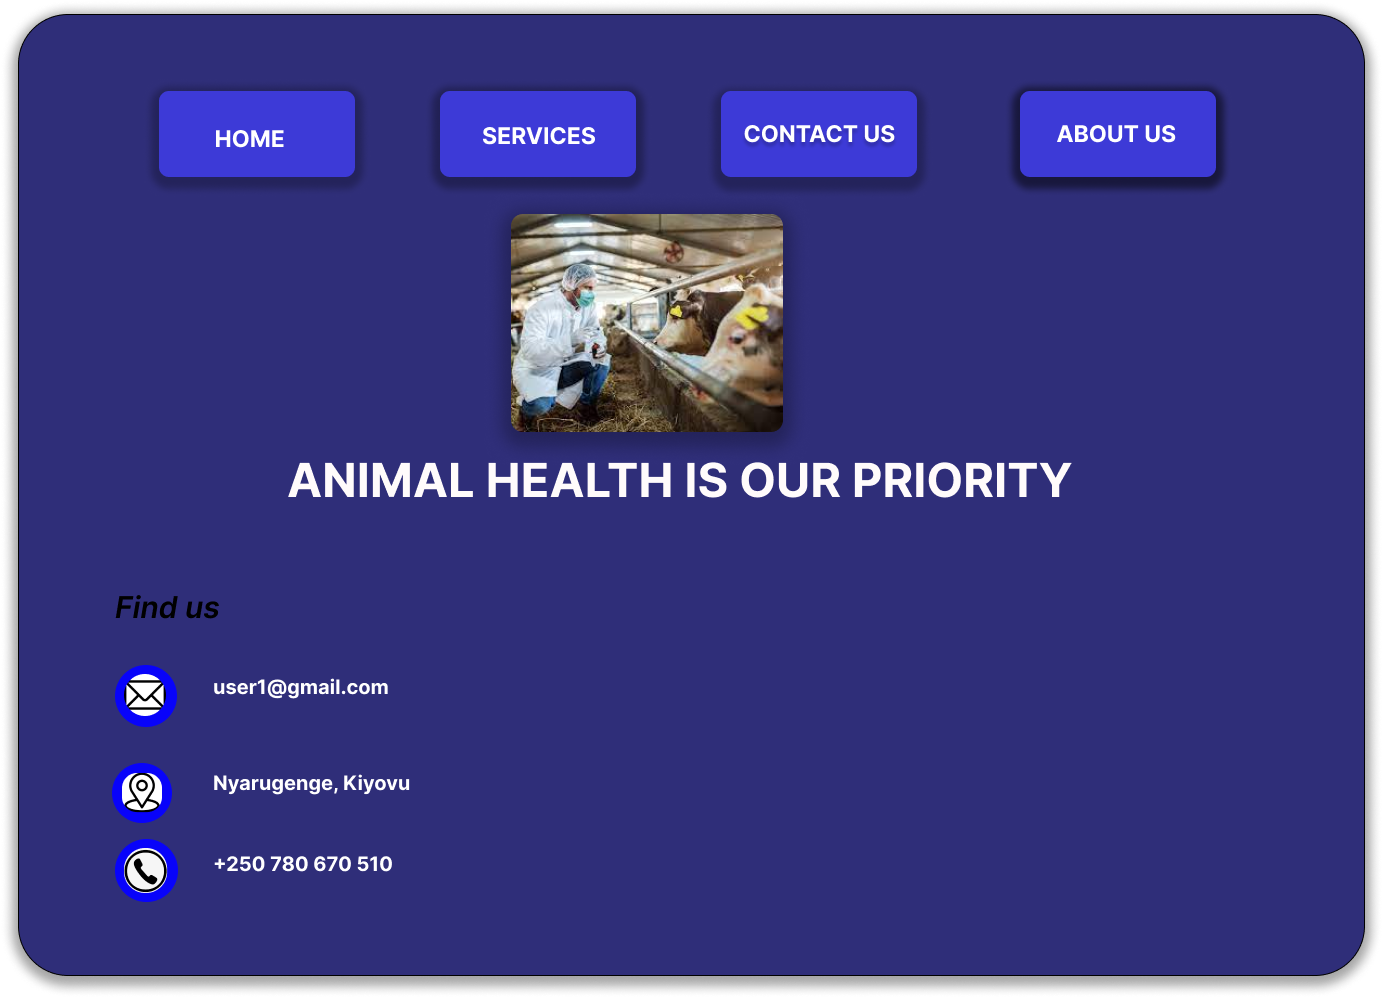 HOME
SERVICES
CONTACT US
ABOUT US
ANIMAL HEALTH IS OUR PRIORITY
Find us
user1@gmail.com
Nyarugenge, Kiyovu
+250 780 670 510